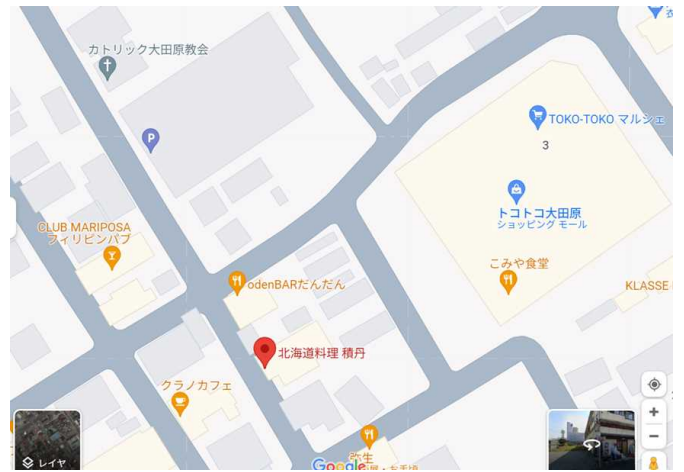 カトリック大田原教会
P
TOKO-TOKO マルシェ
3
トコトコ大田原
ショッピング モール
CLUB MARIPOSA
フィリピンパブ
こみや食堂
odenBARだんだん
KLASSE
北海道料理 積丹
クラノカフェ
弥生
レイヤ
Google